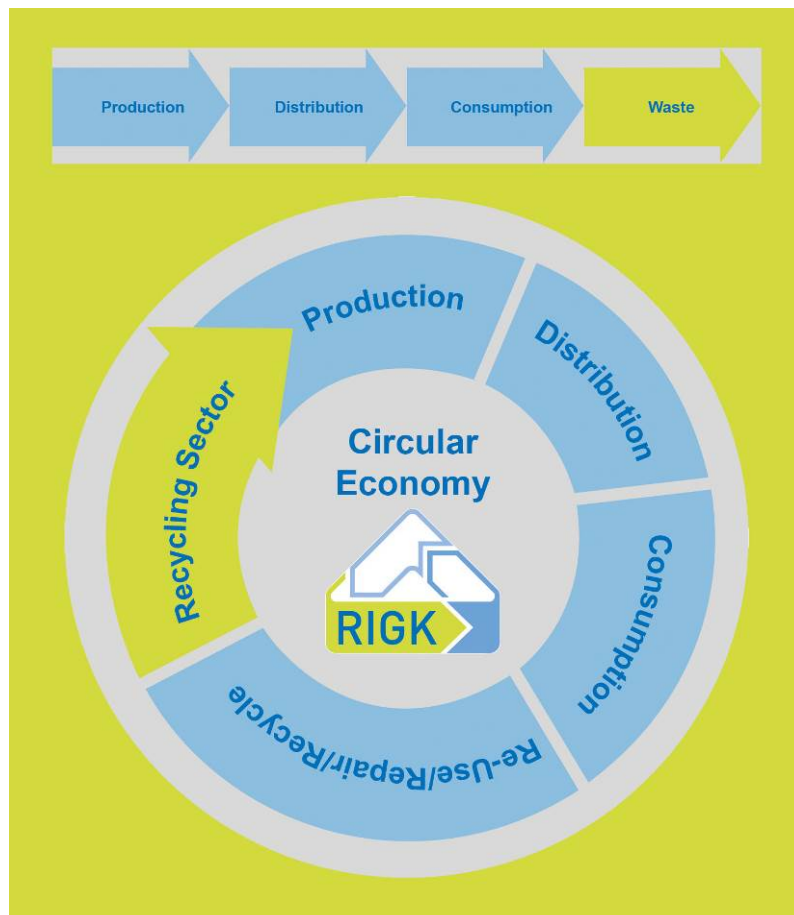 Production
Distribution
Consumption
Waste
Production
Distribution
Consumption
Re-Use/Repair/Recycle
Recycling Sector
Circular
Economy
RIGK